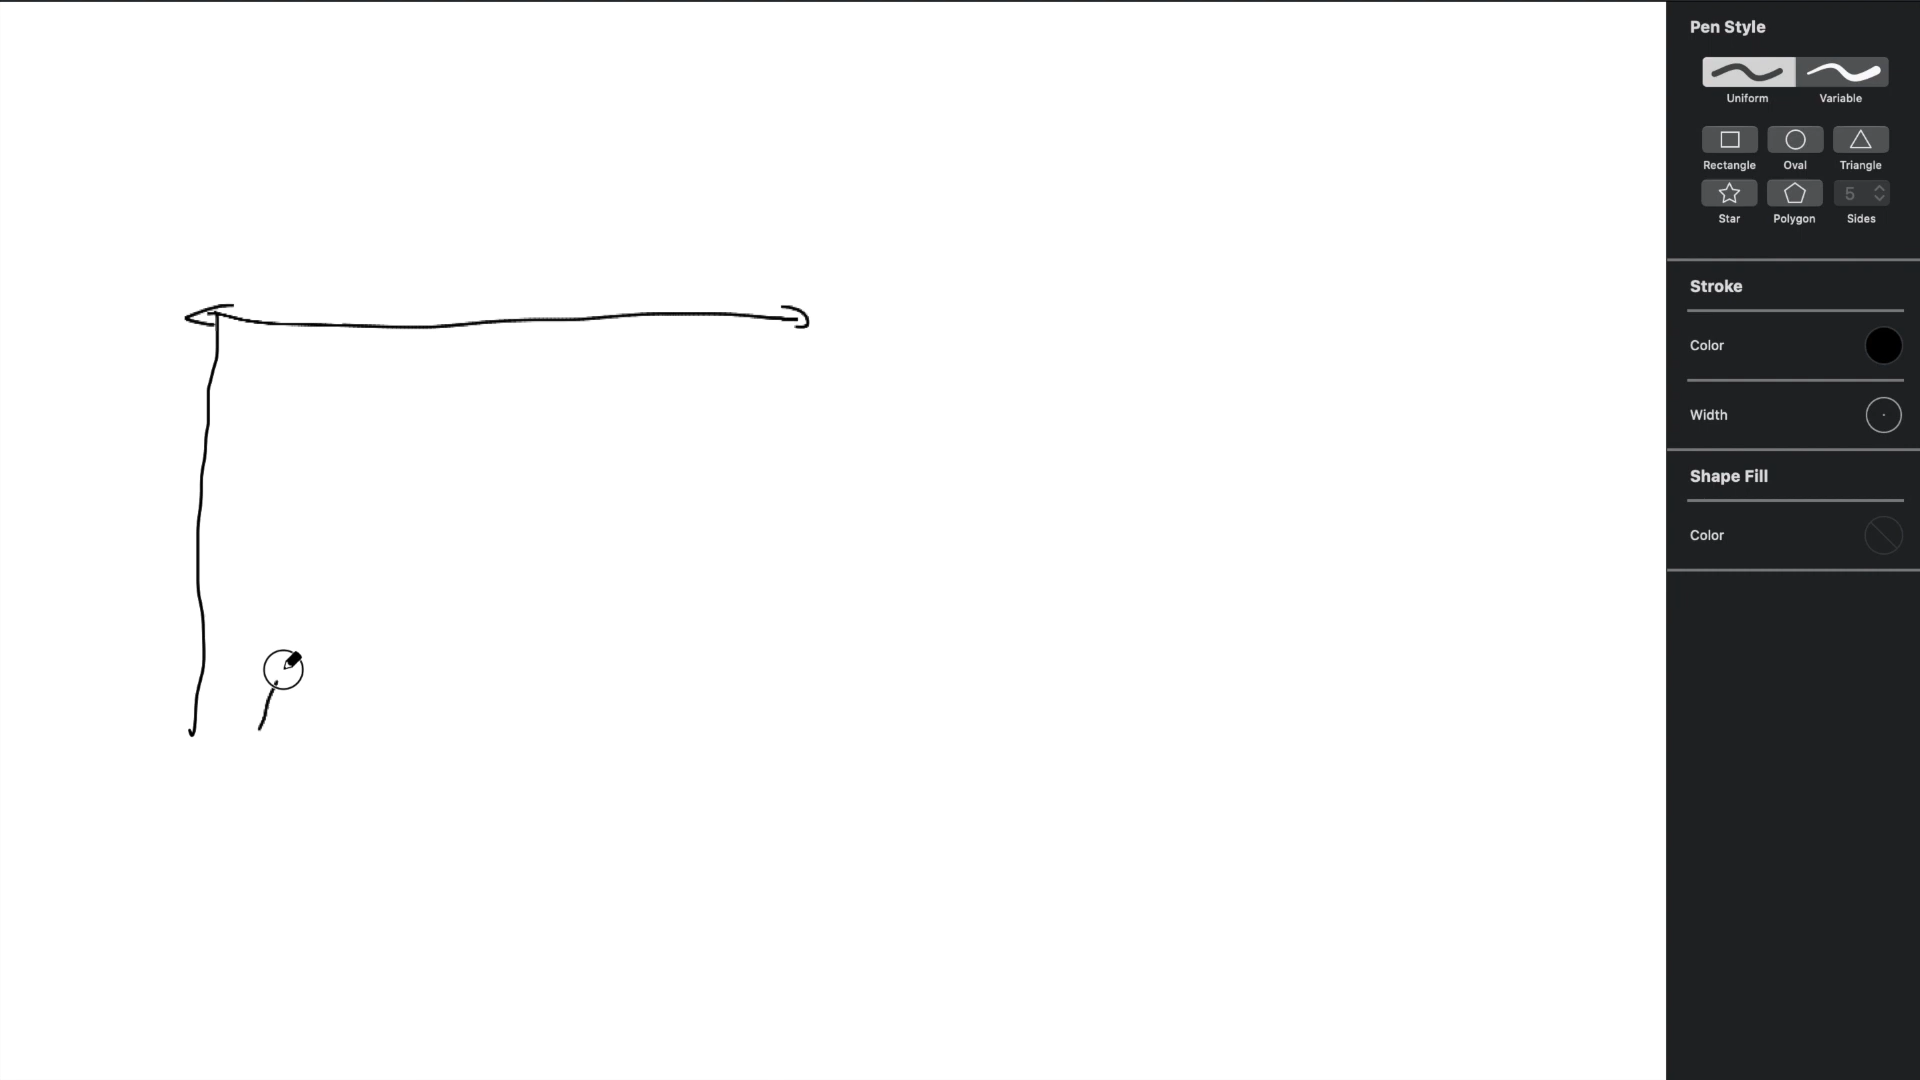 Pen Style
Uniform Variable
Rectangle Oval Triangle
5
Star Polygon Sides
Stroke
Color
Width
Shape Fill
Color